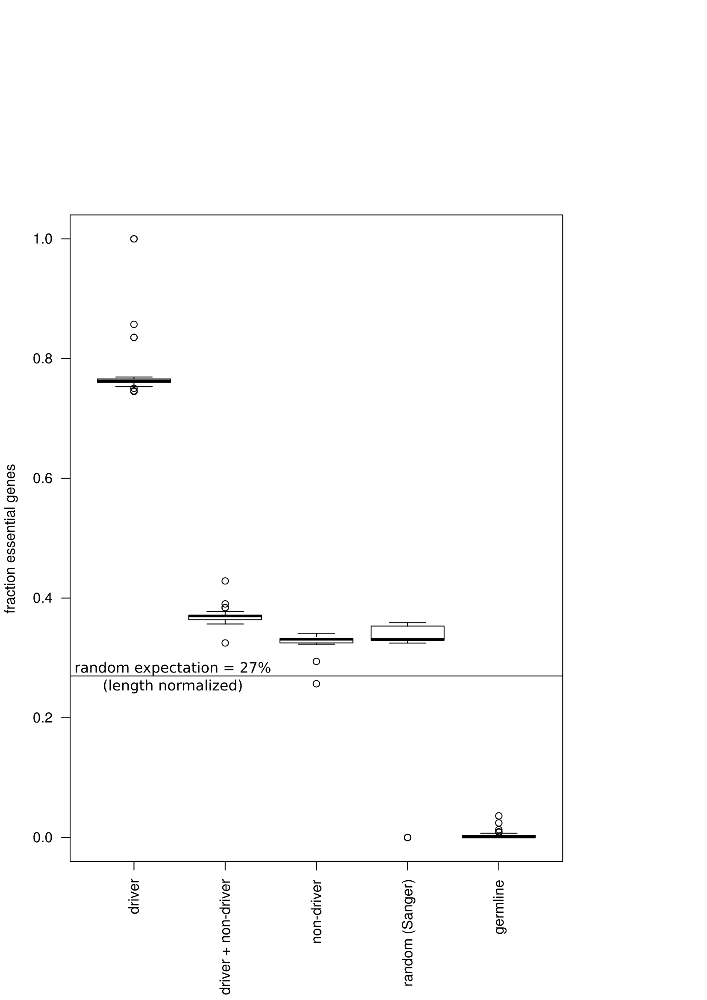 fraction essential genes
1.0
0.8
0.6
0.4
0.2
0.0
random expectation = 27%
(length normalized)
driver
driver + non-driver
non-driver
random (Sanger)
germline